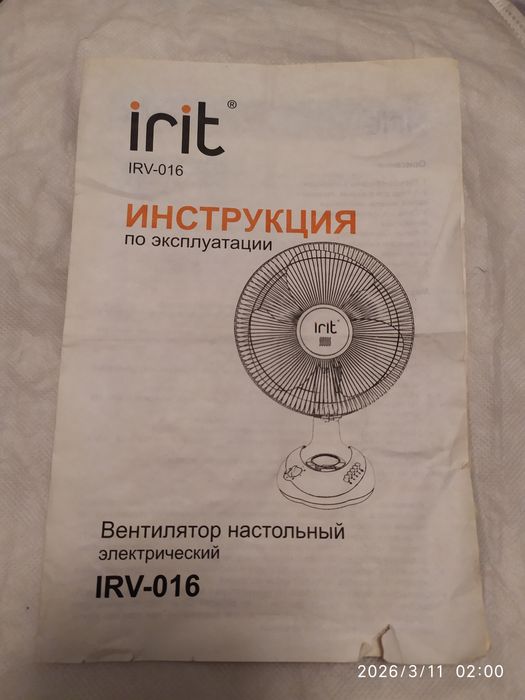 irit®
IRV-016
ИНСТРУКЦИЯ
по эксплуатации
irit
Вентилятор настольный
электрический
IRV-016
2026/3/11 02:00